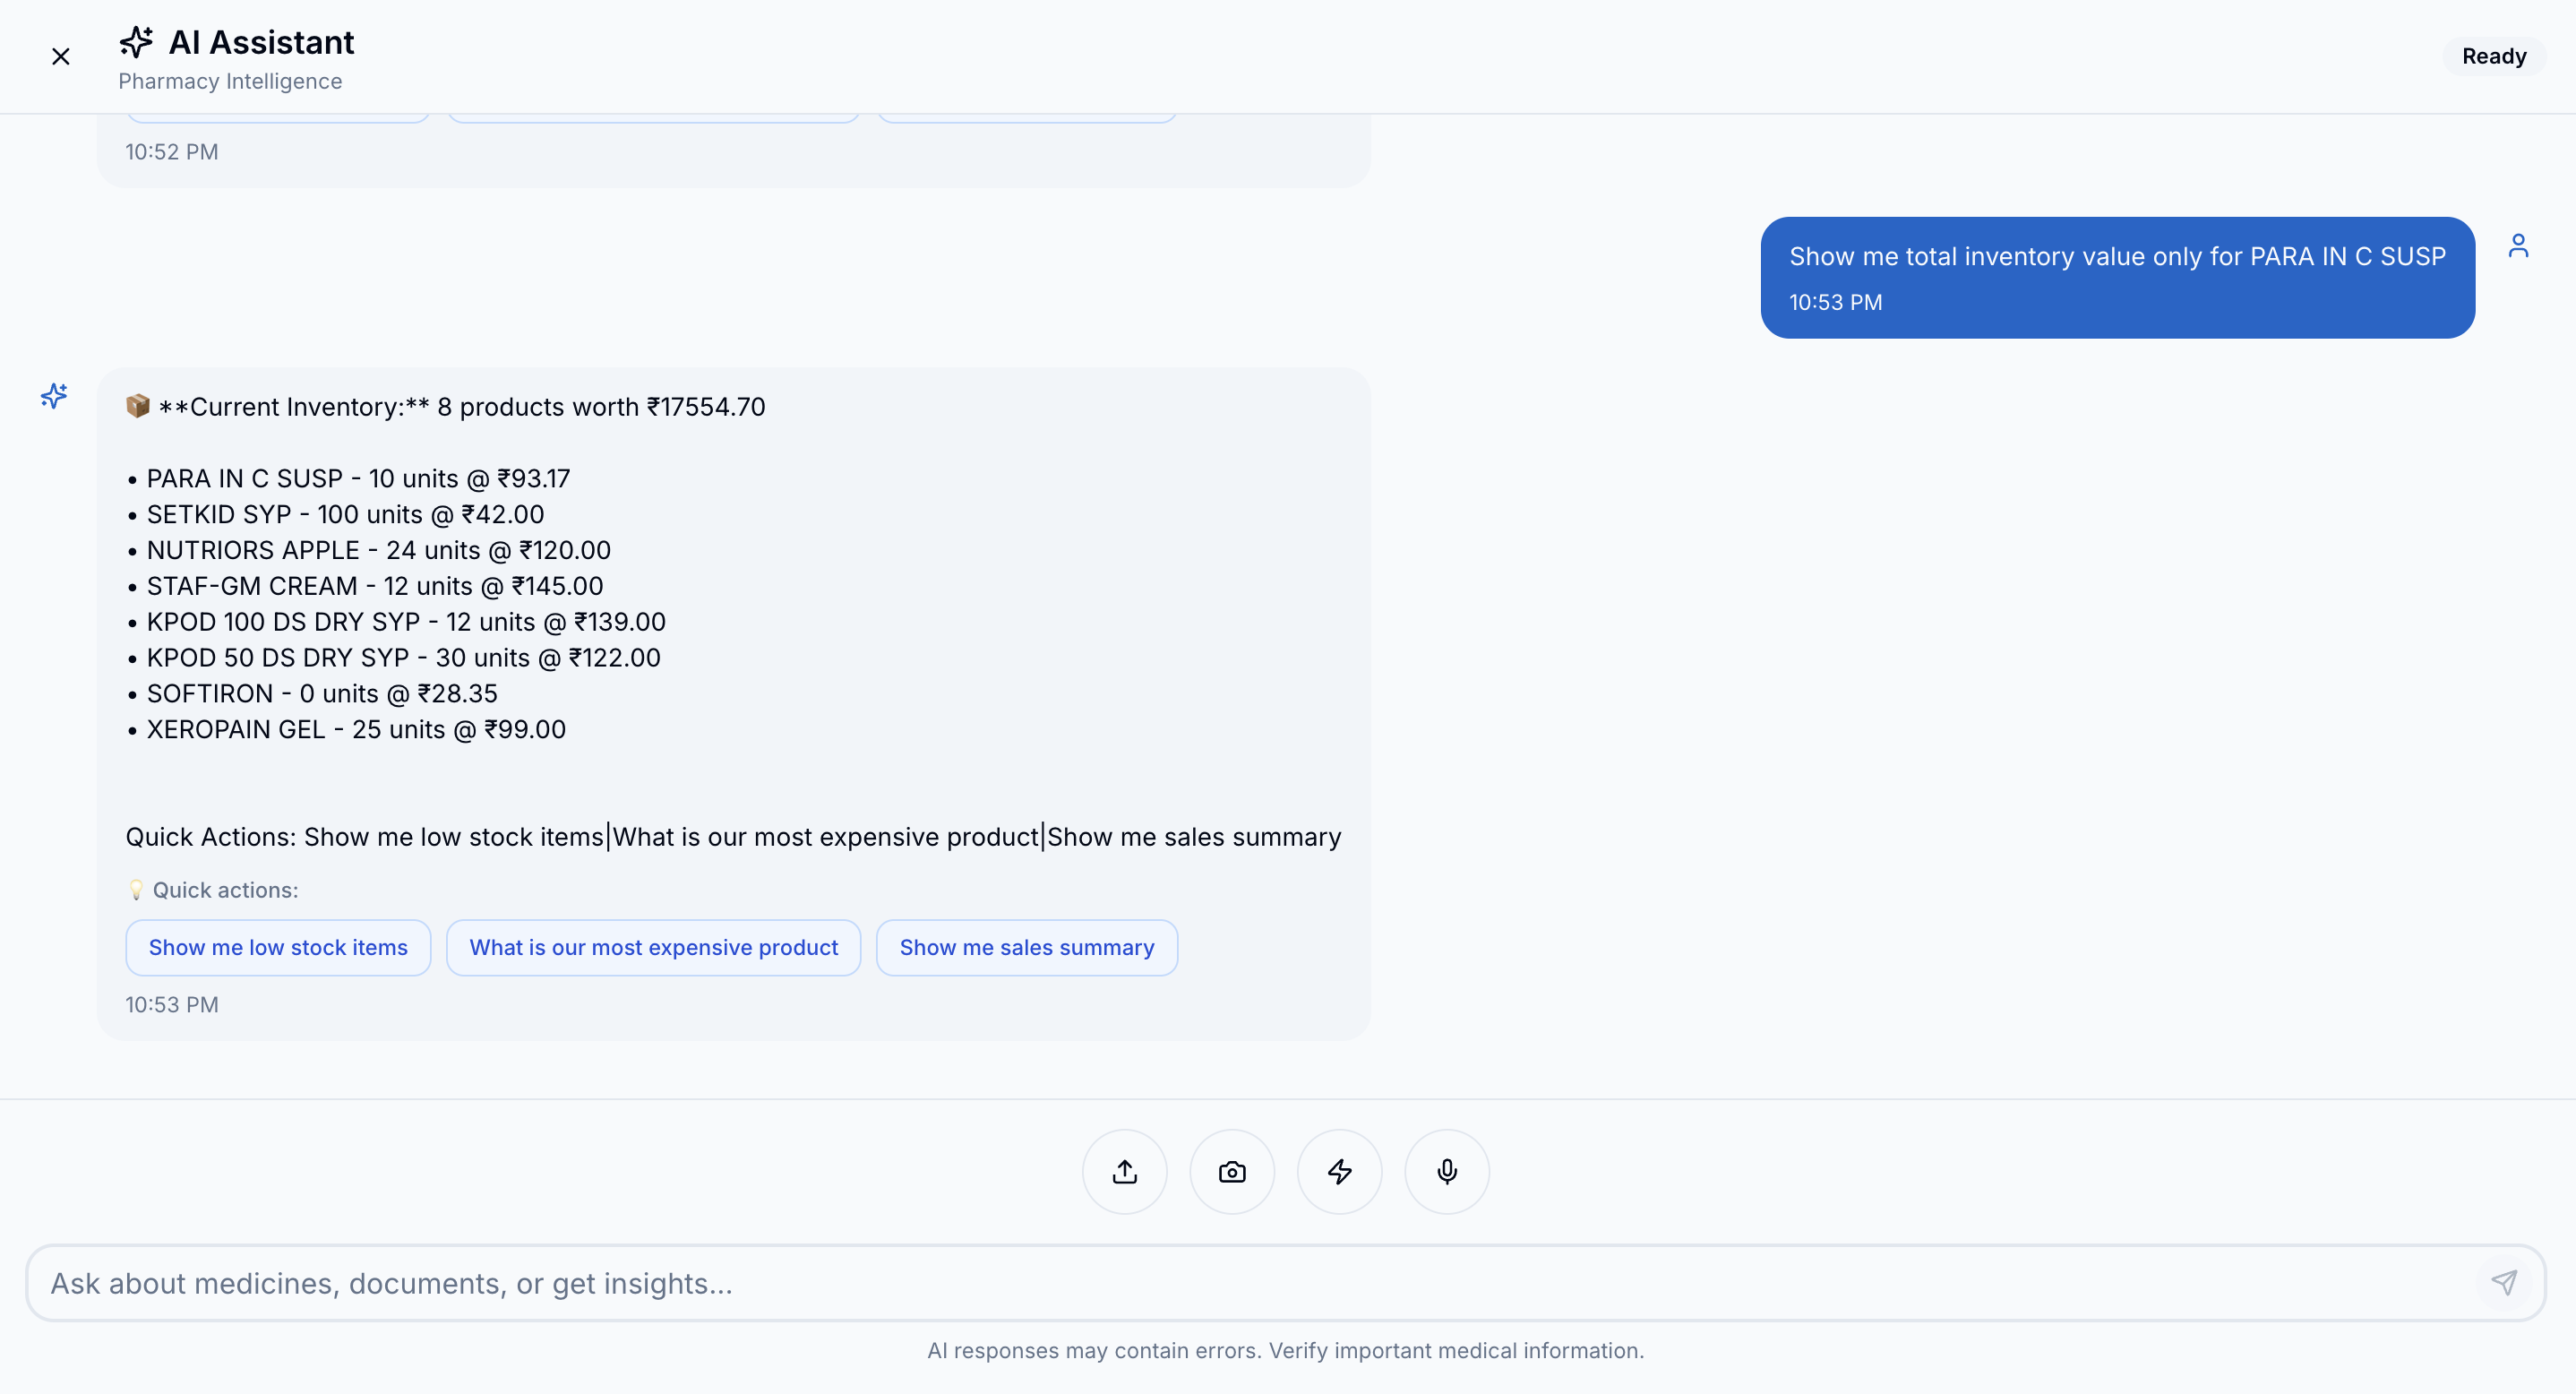 AI Assistant
Pharmacy Intelligence
Ready
10:52 PM
Show me total inventory value only for PARA IN C SUSP
10:53 PM
📦 **Current Inventory:** 8 products worth ₹17554.70
• PARA IN C SUSP - 10 units @ ₹93.17
• SETKID SYP - 100 units @ ₹42.00
• NUTRIORS APPLE - 24 units @ ₹120.00
• STAF-GM CREAM - 12 units @ ₹145.00
• KPOD 100 DS DRY SYP - 12 units @ ₹139.00
• KPOD 50 DS DRY SYP - 30 units @ ₹122.00
• SOFTIRON - 0 units @ ₹28.35
• XEROPAIN GEL - 25 units @ ₹99.00
Quick Actions: Show me low stock items|What is our most expensive product|Show me sales summary
💡 Quick actions:
Show me low stock items
What is our most expensive product
Show me sales summary
10:53 PM
Ask about medicines, documents, or get insights...
AI responses may contain errors. Verify important medical information.